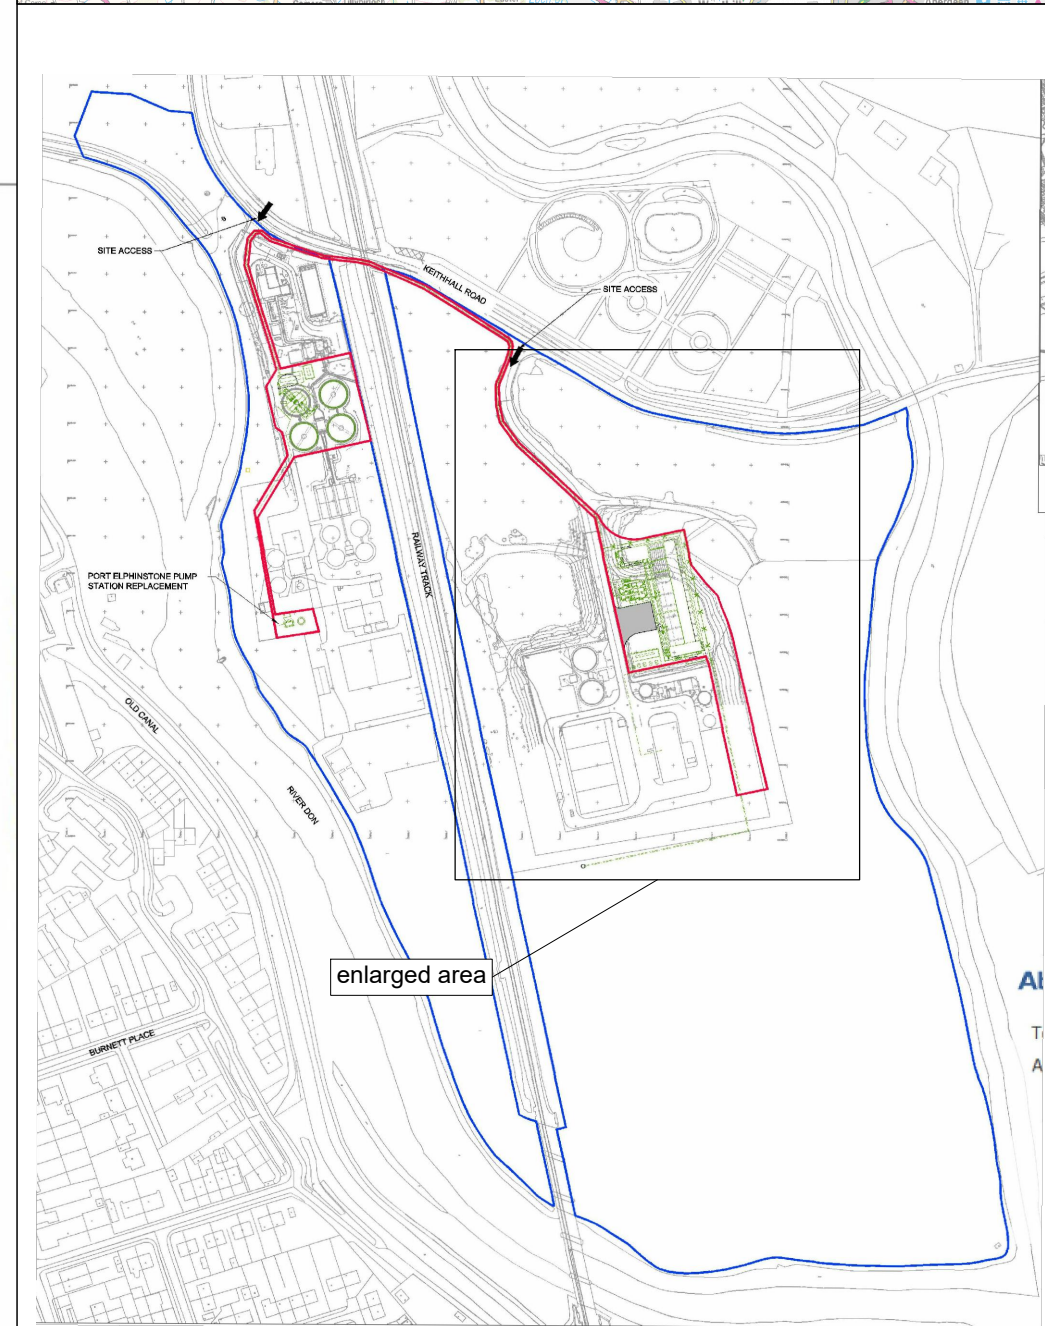 SITE ACCESS
KEITHHALL ROAD
SITE ACCESS
RAILWAY TRACK
PORT ELPHINSTONE PUMP
STATION REPLACEMENT
OLD CANAL
RIVER DON
enlarged area
BURNETT PLACE